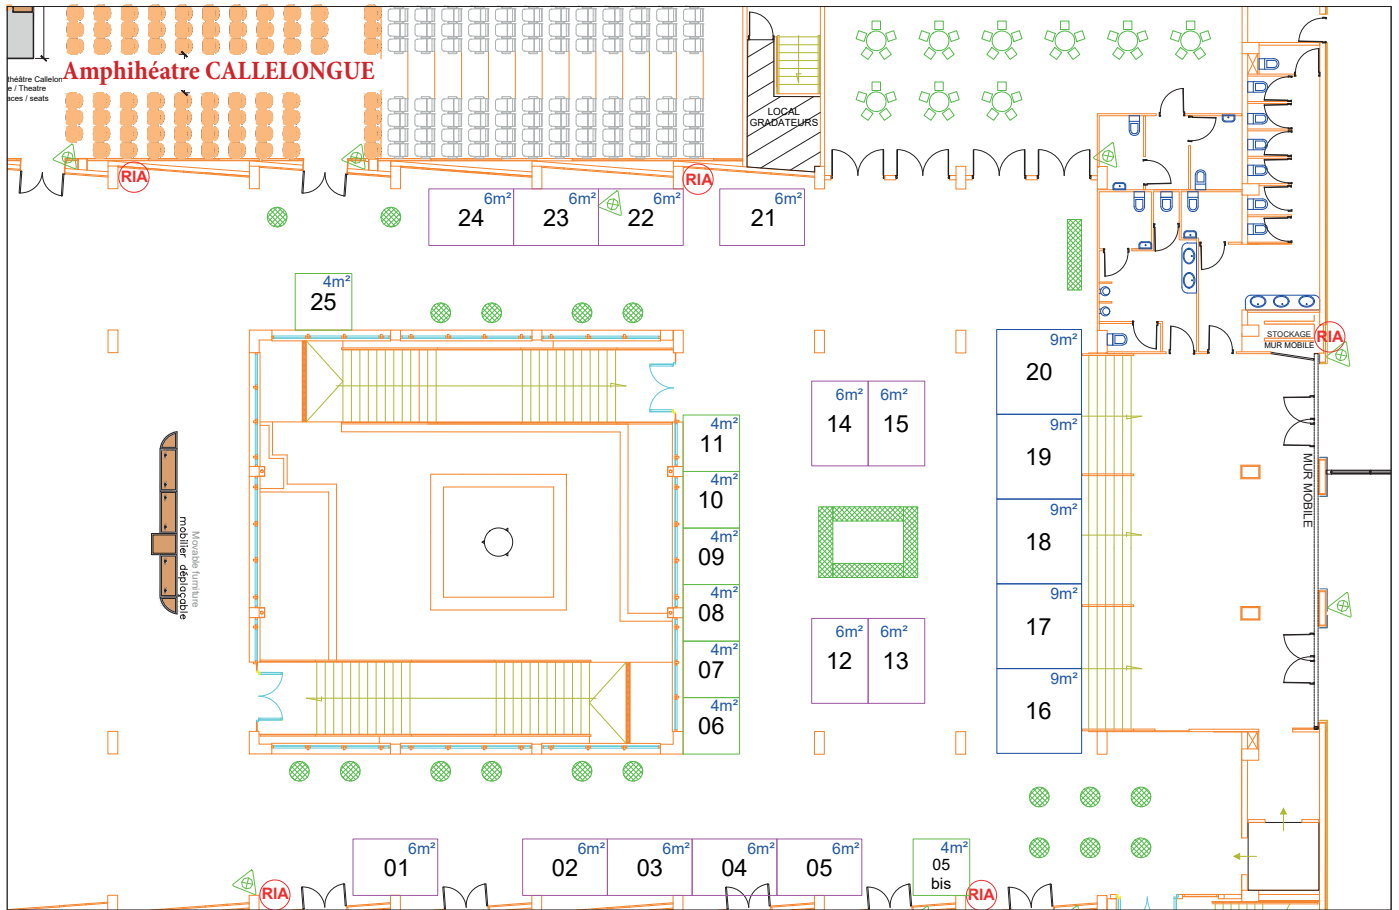 théâtre Callelon
e / Theatre
aces / seats
Amphihéatre CALLELONGUE
LOCAL
GRADATEURS
RIA
RIA
6m²
24
6m²
23
6m²
22
6m²
21
4m²
25
STOCKAGE
MUR MOBILE
RIA
9m²
20
9m²
19
9m²
18
9m²
17
9m²
16
MUR MOBILE
6m²
14
6m²
15
4m²
11
4m²
10
4m²
09
4m²
08
4m²
07
4m²
06
6m²
12
6m²
13
Movable furniture
mobilier déplaçable
6m²
01
6m²
02
6m²
03
6m²
04
6m²
05
4m²
05
bis
RIA
RIA